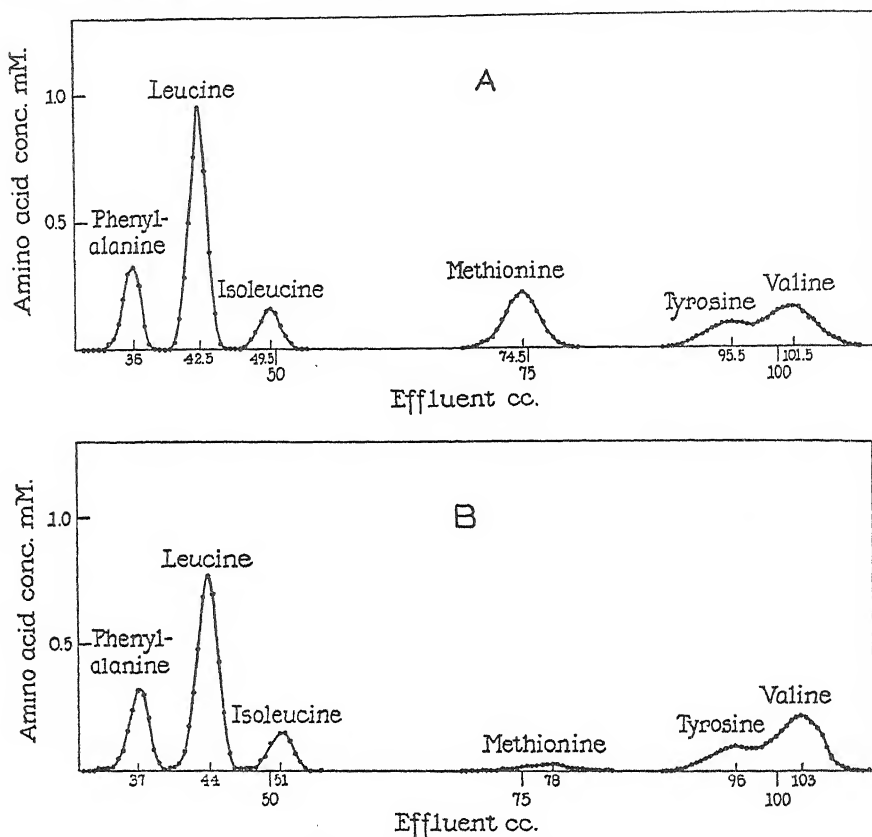 A
Amino acid conc. mM.
1.0
0.5
Phenyl-
alanine
Leucine
Isoleucine
Methionine
Tyrosine
Valine
36 42.5 49.5 74.5 95.5 101.5
50 75 100
Effluent cc.
B
Amino acid conc. mM.
1.0
0.5
Phenyl-
alanine
Leucine
Isoleucine
Methionine
Tyrosine
Valine
37 44 51 78 96 103
50 75 100
Effluent cc.